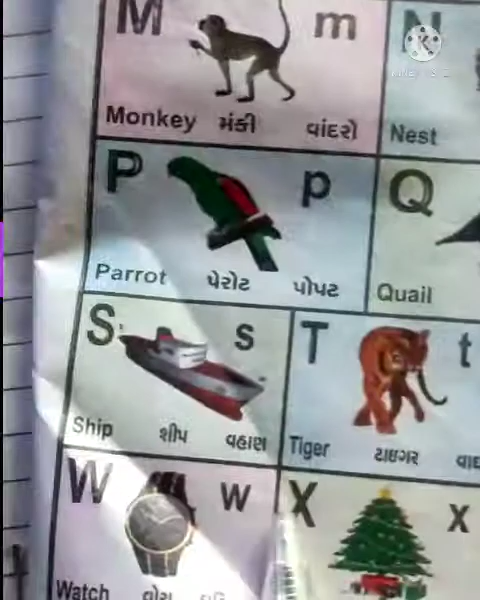 M m N
Monkey મંકી વાંદરો Nest
P p Q
Parrot પેરોટ પોપટ Quail
S s T t
Ship શીપ વહાણ Tiger ટાઇગર
W w X x
Watch